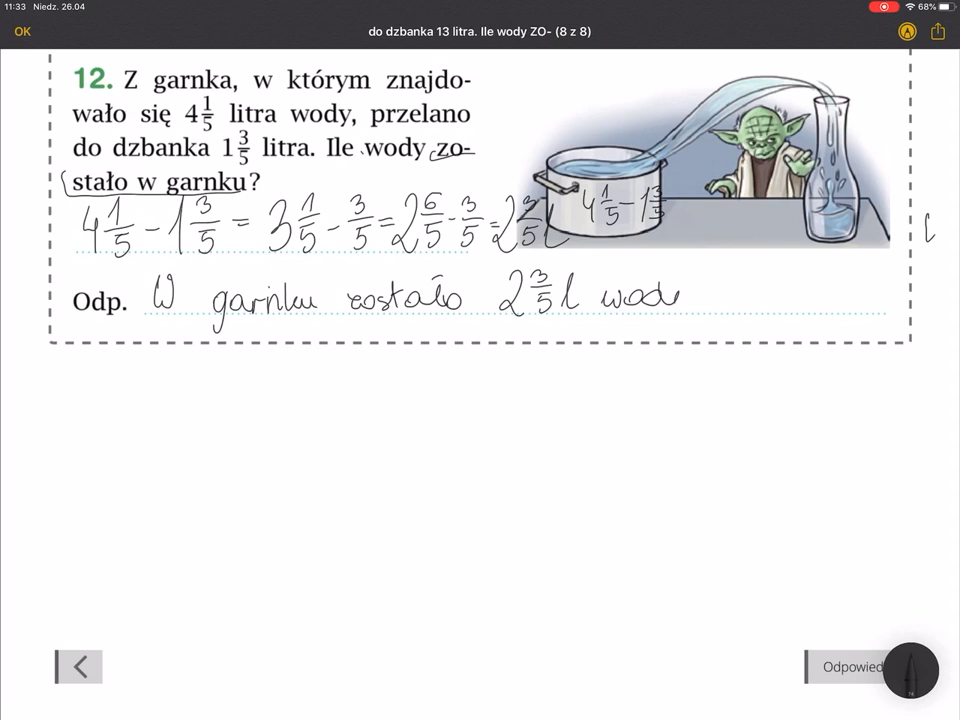 11:33 Niedz. 26.04
68%
OK
do dzbanka 13 litra. Ile wody ZO- (8 z 8)
12. Z garnka, w którym znajdo-
wało się 4 1/5 litra wody, przelano
do dzbanka 1 3/5 litra. Ile wody zo-
stało w garnku?
4 1/5 - 1 3/5 = 3 1/5 - 3/5 = 2 6/5 - 3/5 = 2 3/5 l
4 1/5 - 1 3/5
Odp. W garnku zostało 2 3/5 l wody
Odpowied